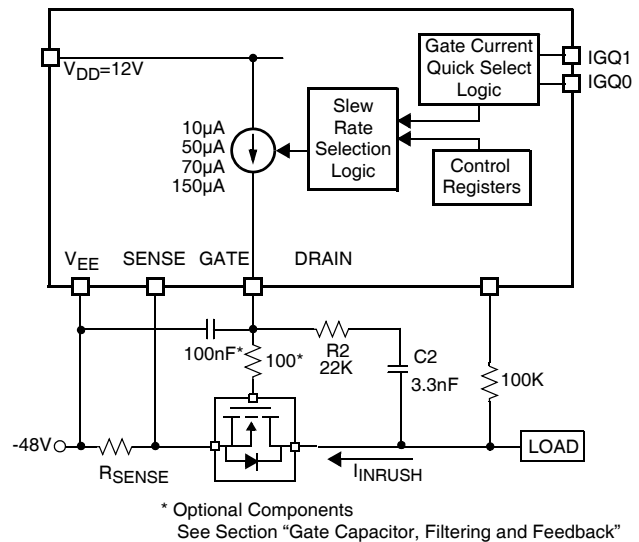 Gate Current
Quick Select
Logic
IGQ1
IGQ0
VDD=12V
Slew
Rate
Selection
Logic
10µA
50µA
70µA
150µA
Control
Registers
VEE SENSE GATE DRAIN
100nF*
100*
R2
22K
C2
3.3nF
100K
-48V
RSENSE
IINRUSH
LOAD
* Optional Components
See Section “Gate Capacitor, Filtering and Feedback”